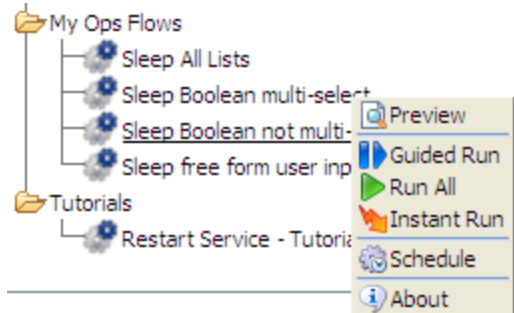 My Ops Flows
Sleep All Lists
Sleep Boolean multi-select
Sleep Boolean not multi-
Sleep free form user inp
Tutorials
Restart Service - Tutoria
Preview
Guided Run
Run All
Instant Run
Schedule
About